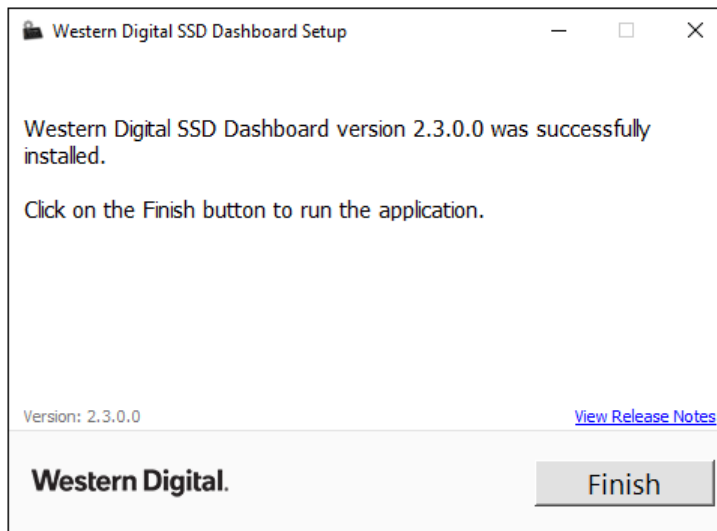 Western Digital SSD Dashboard Setup
Western Digital SSD Dashboard version 2.3.0.0 was successfully
installed.
Click on the Finish button to run the application.
Version: 2.3.0.0
View Release Notes
Western Digital.
Finish